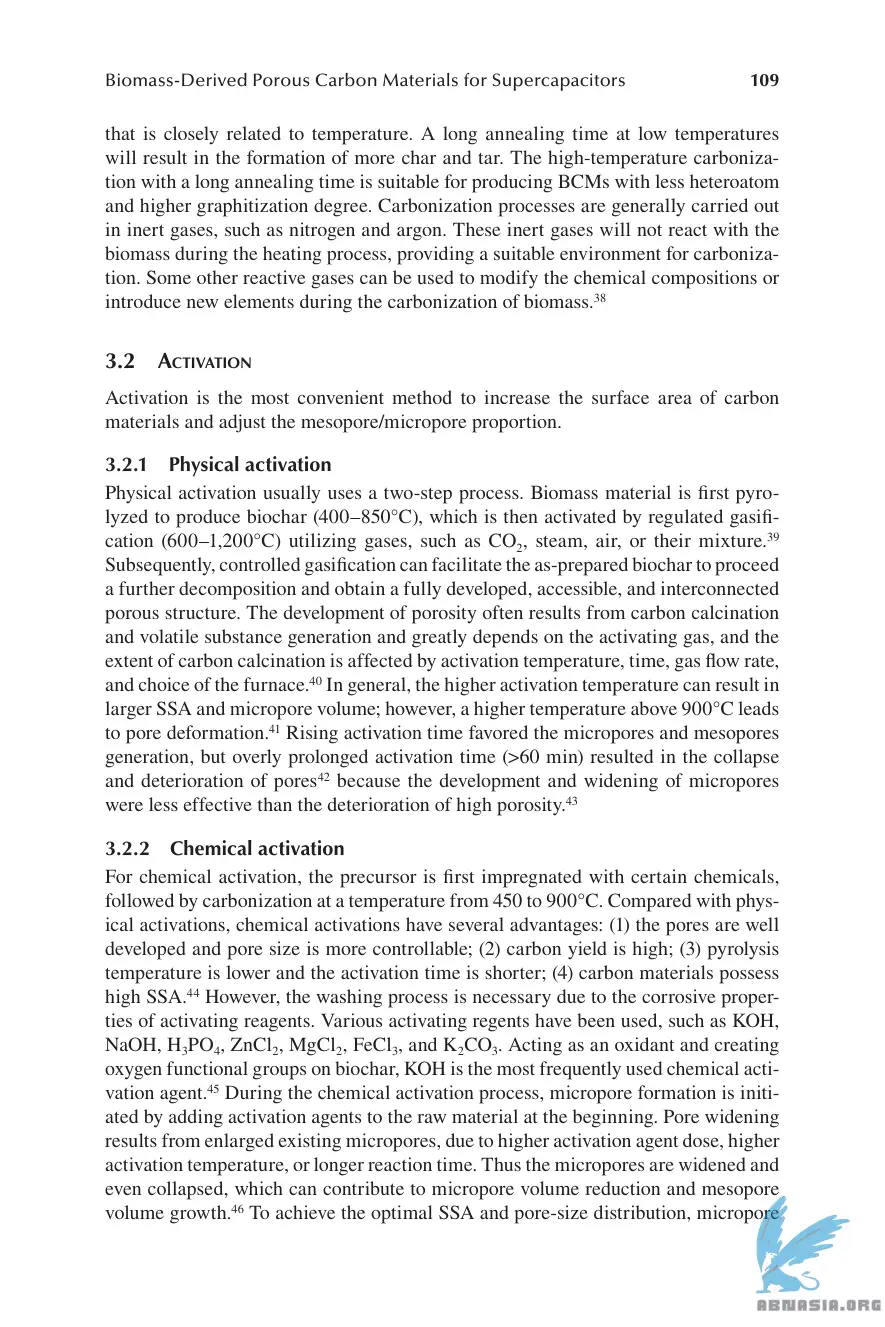 Biomass-Derived Porous Carbon Materials for Supercapacitors 109
that is closely related to temperature. A long annealing time at low temperatures
will result in the formation of more char and tar. The high-temperature carboniza-
tion with a long annealing time is suitable for producing BCMs with less heteroatom
and higher graphitization degree. Carbonization processes are generally carried out
in inert gases, such as nitrogen and argon. These inert gases will not react with the
biomass during the heating process, providing a suitable environment for carboniza-
tion. Some other reactive gases can be used to modify the chemical compositions or
introduce new elements during the carbonization of biomass.³⁸
3.2 Activation
Activation is the most convenient method to increase the surface area of carbon
materials and adjust the mesopore/micropore proportion.
3.2.1 Physical activation
Physical activation usually uses a two-step process. Biomass material is first pyro-
lyzed to produce biochar (400–850°C), which is then activated by regulated gasifi-
cation (600–1,200°C) utilizing gases, such as CO₂, steam, air, or their mixture.³⁹
Subsequently, controlled gasification can facilitate the as-prepared biochar to proceed
a further decomposition and obtain a fully developed, accessible, and interconnected
porous structure. The development of porosity often results from carbon calcination
and volatile substance generation and greatly depends on the activating gas, and the
extent of carbon calcination is affected by activation temperature, time, gas flow rate,
and choice of the furnace.⁴⁰ In general, the higher activation temperature can result in
larger SSA and micropore volume; however, a higher temperature above 900°C leads
to pore deformation.⁴¹ Rising activation time favored the micropores and mesopores
generation, but overly prolonged activation time (>60 min) resulted in the collapse
and deterioration of pores⁴² because the development and widening of micropores
were less effective than the deterioration of high porosity.⁴³
3.2.2 Chemical activation
For chemical activation, the precursor is first impregnated with certain chemicals,
followed by carbonization at a temperature from 450 to 900°C. Compared with phys-
ical activations, chemical activations have several advantages: (1) the pores are well
developed and pore size is more controllable; (2) carbon yield is high; (3) pyrolysis
temperature is lower and the activation time is shorter; (4) carbon materials possess
high SSA.⁴⁴ However, the washing process is necessary due to the corrosive proper-
ties of activating reagents. Various activating regents have been used, such as KOH,
NaOH, H₃PO₄, ZnCl₂, MgCl₂, FeCl₃, and K₂CO₃. Acting as an oxidant and creating
oxygen functional groups on biochar, KOH is the most frequently used chemical acti-
vation agent.⁴⁵ During the chemical activation process, micropore formation is initi-
ated by adding activation agents to the raw material at the beginning. Pore widening
results from enlarged existing micropores, due to higher activation agent dose, higher
activation temperature, or longer reaction time. Thus the micropores are widened and
even collapsed, which can contribute to micropore volume reduction and mesopore
volume growth.⁴⁶ To achieve the optimal SSA and pore-size distribution, micropore
ABNASIA.ORG